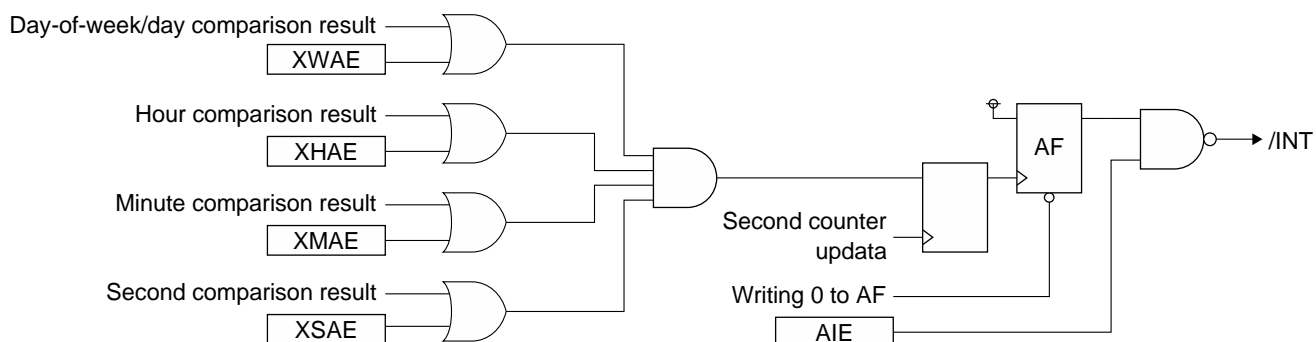 Day-of-week/day comparison result
XWAE
Hour comparison result
XHAE
Minute comparison result
XMAE
Second comparison result
XSAE
Second counter
updata
AF
Writing 0 to AF
AIE
/INT